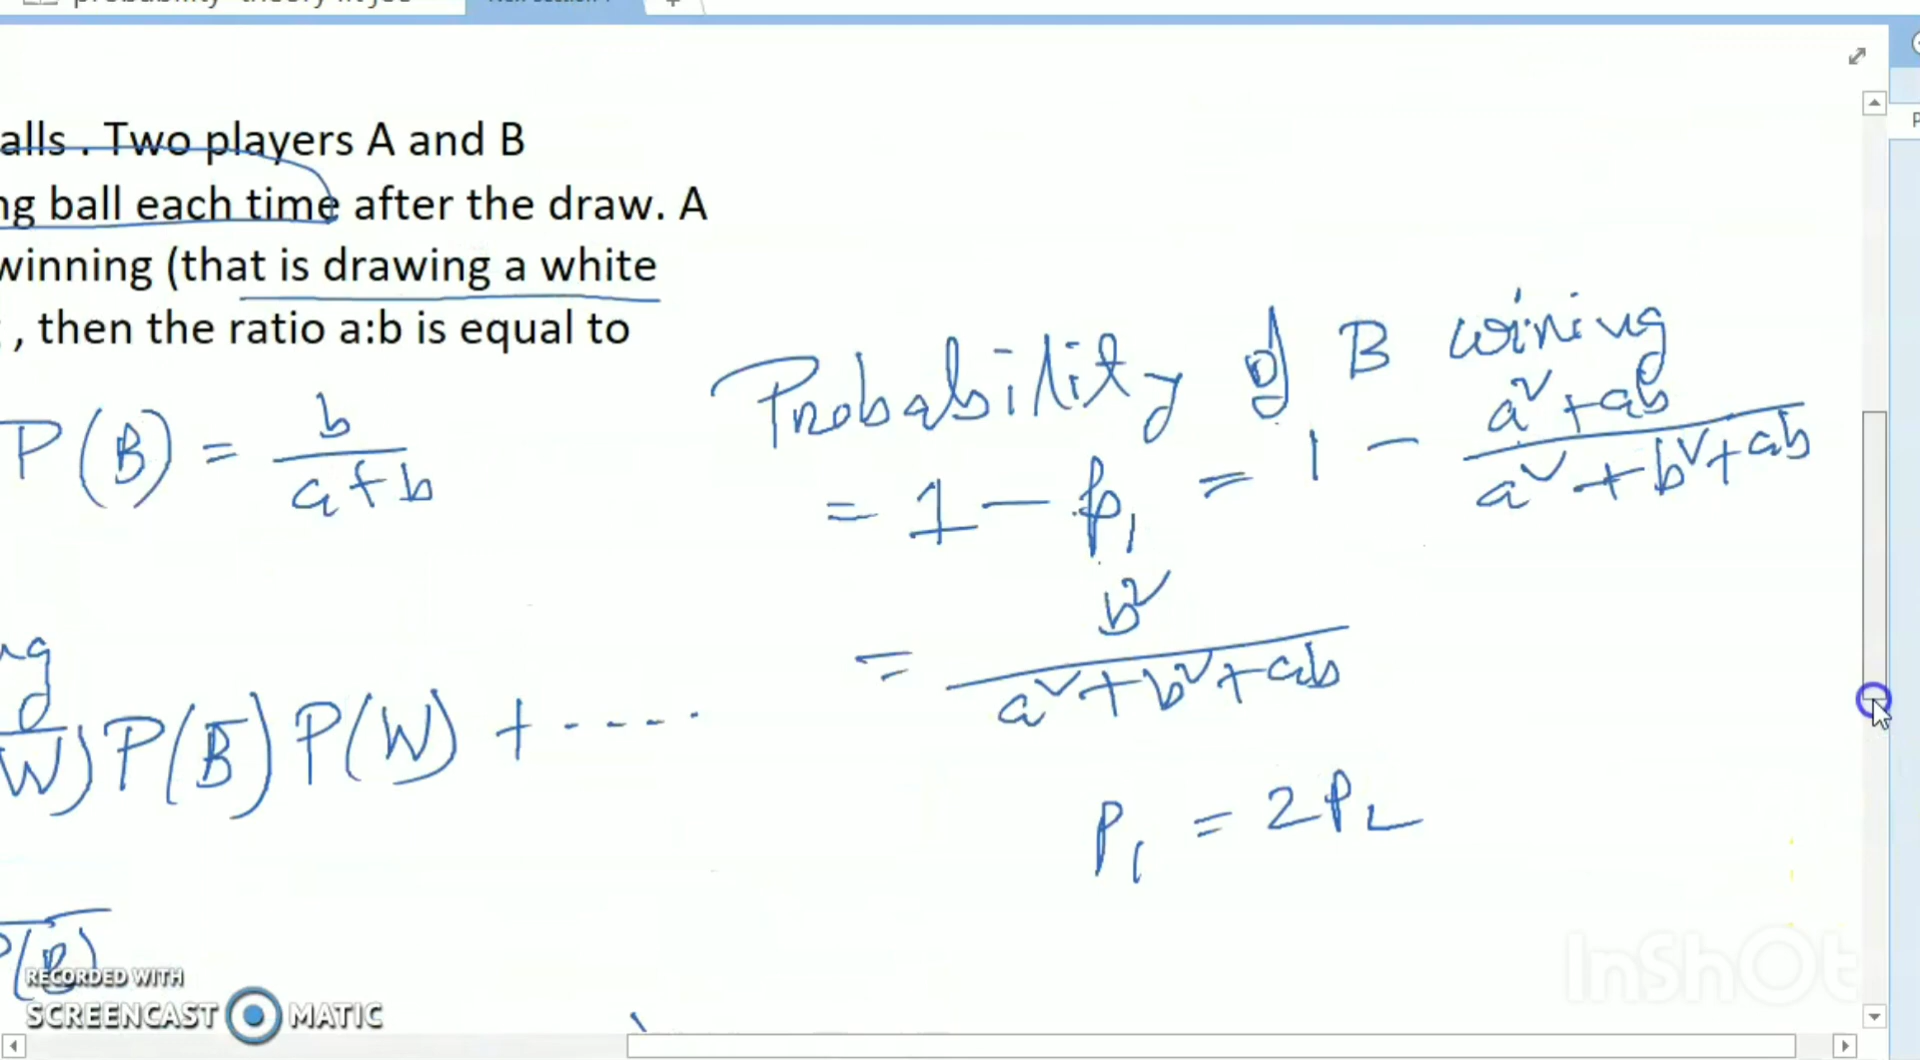 alls . Two players A and B
ng ball each time after the draw. A
winning (that is drawing a white
, then the ratio a:b is equal to
Probability of B wining
P(B) = b/(a+b)
= 1 - p₁ = 1 - (a²+ab)/(a²+b²+ab)
= b²/(a²+b²+ab)
ng
W) P(B) P(W) + -----
P₁ = 2P₂
P(B)
InShOt
RECORDED WITH
SCREENCAST MATIC